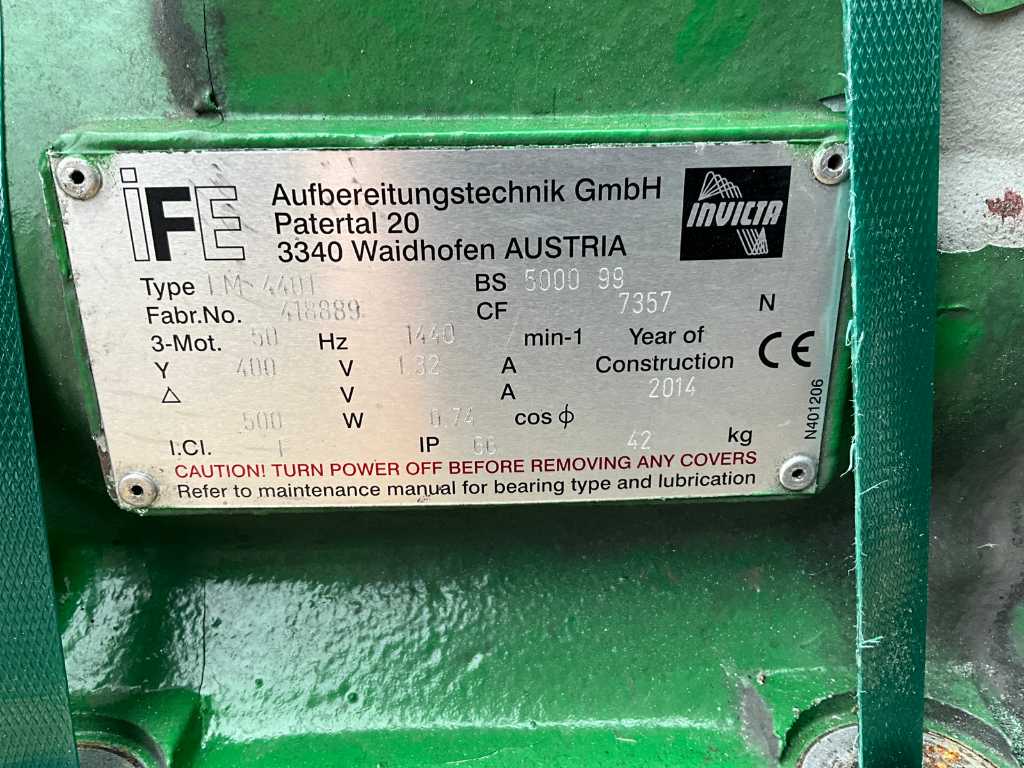 iFE Aufbereitungstechnik GmbH
Patertal 20
3340 Waidhofen AUSTRIA
INVICTA
Type 4401 BS 5000 99
Fabr.No. 418889 CF 7357 N
3-Mot. 50 Hz 1440 min-1 Year of
Y 400 V 1.32 A Construction
△ V A 2014
CE
500 W 0.74 cos ϕ
I.Cl. IP 66 42 kg
N401206
CAUTION! TURN POWER OFF BEFORE REMOVING ANY COVERS
Refer to maintenance manual for bearing type and lubrication